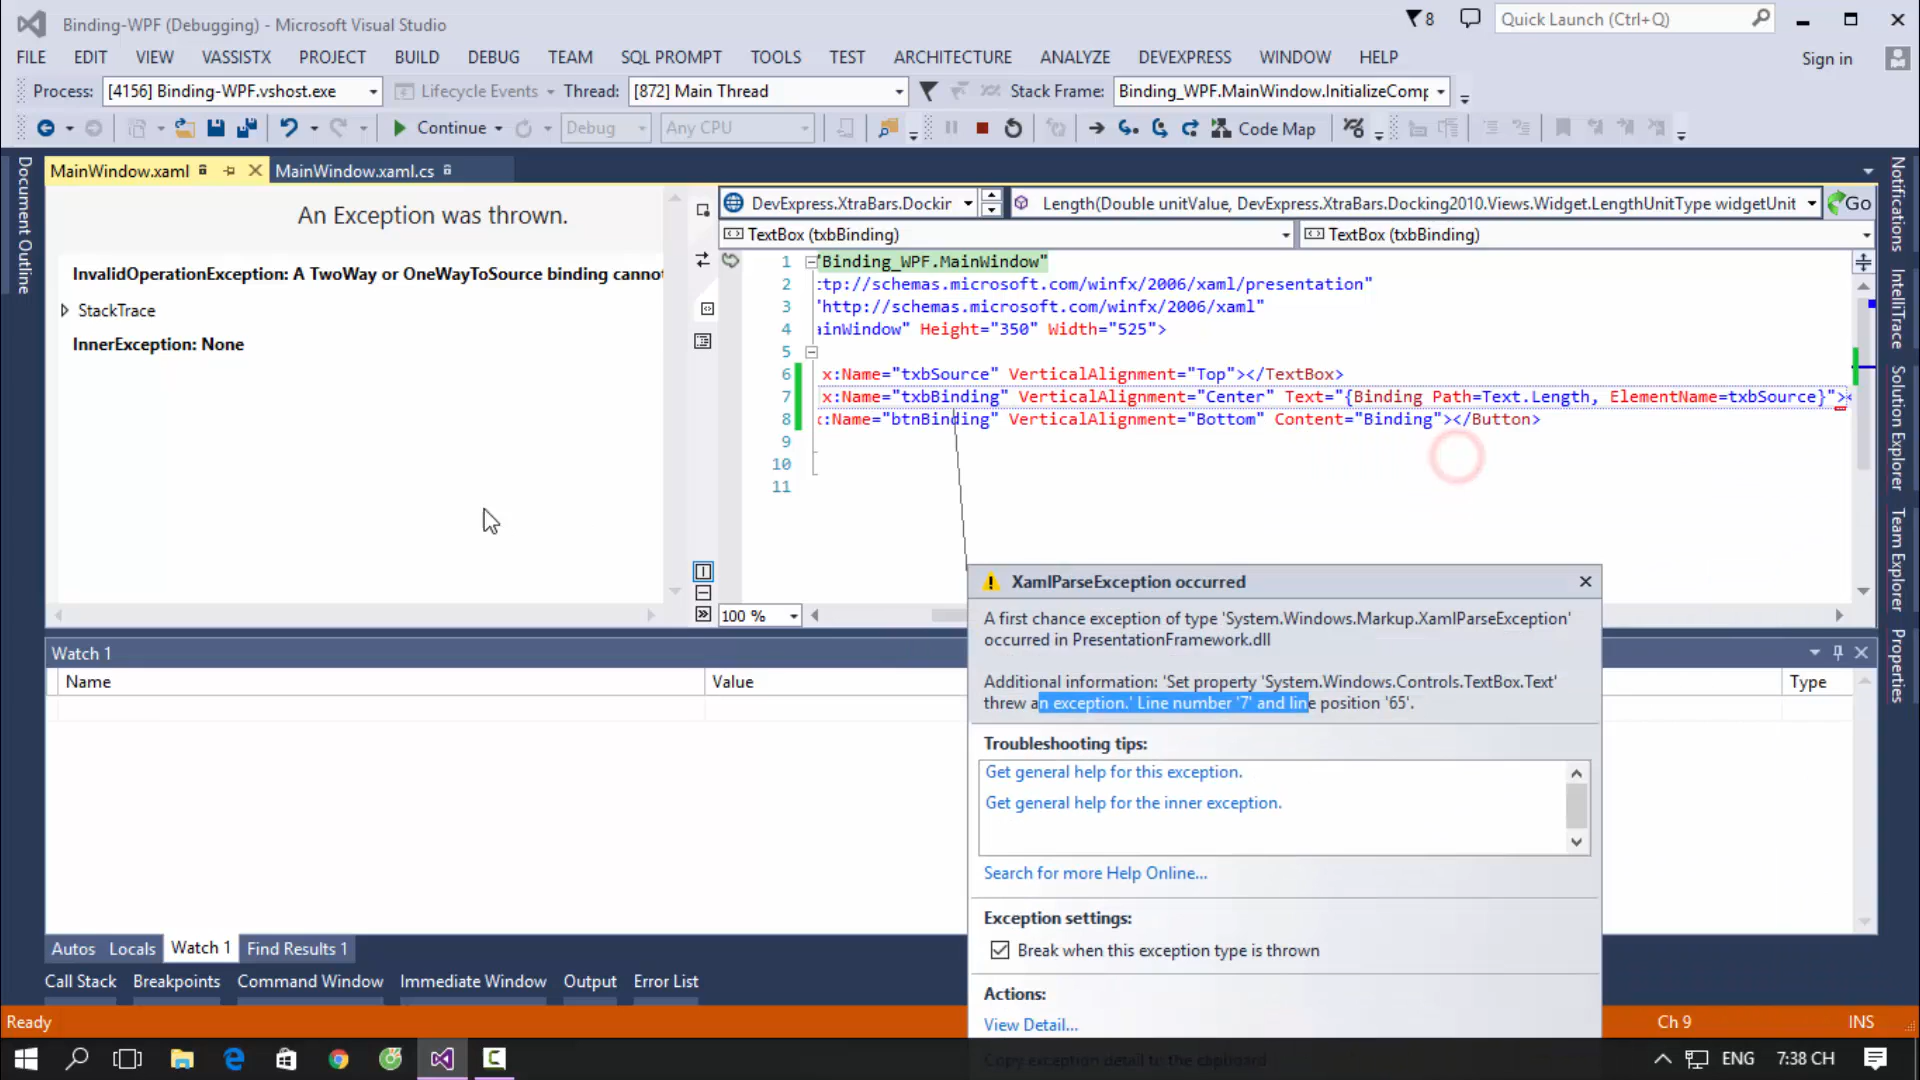 Binding-WPF (Debugging) - Microsoft Visual Studio
8
Quick Launch (Ctrl+Q)
FILE EDIT VIEW VASSISTX PROJECT BUILD DEBUG TEAM SQL PROMPT TOOLS TEST ARCHITECTURE ANALYZE DEVEXPRESS WINDOW HELP
Sign in
Process: [4156] Binding-WPF.vshost.exe Lifecycle Events Thread: [872] Main Thread Stack Frame: Binding_WPF.MainWindow.InitializeComp
Continue Debug Any CPU Code Map
Document Outline
MainWindow.xaml MainWindow.xaml.cs
An Exception was thrown.
InvalidOperationException: A TwoWay or OneWayToSource binding canno
StackTrace
InnerException: None
DevExpress.XtraBars.Dockir Length(Double unitValue, DevExpress.XtraBars.Docking2010.Views.Widget.LengthUnitType widgetUnit Go
TextBox (txbBinding) TextBox (txbBinding)
1 "Binding_WPF.MainWindow"
2 :tp://schemas.microsoft.com/winfx/2006/xaml/presentation"
3 "http://schemas.microsoft.com/winfx/2006/xaml"
4 ainWindow" Height="350" Width="525">
5
6 x:Name="txbSource" VerticalAlignment="Top"></TextBox>
7 x:Name="txbBinding" VerticalAlignment="Center" Text="{Binding Path=Text.Length, ElementName=txbSource}"><
8 :Name="btnBinding" VerticalAlignment="Bottom" Content="Binding"></Button>
9
10
11
100 %
Notifications
IntelliTrace
Solution Explorer
Team Explorer
Properties
XamlParseException occurred
A first chance exception of type 'System.Windows.Markup.XamlParseException'
occurred in PresentationFramework.dll
Additional information: 'Set property 'System.Windows.Controls.TextBox.Text'
threw an exception.' Line number '7' and line position '65'.
Troubleshooting tips:
Get general help for this exception.
Get general help for the inner exception.
Search for more Help Online...
Exception settings:
Break when this exception type is thrown
Actions:
View Detail...
Copy exception detail to the clipboard
Watch 1
Name Value Type
Autos Locals Watch 1 Find Results 1
Call Stack Breakpoints Command Window Immediate Window Output Error List
Ready Ch 9 INS
ENG 7:38 CH